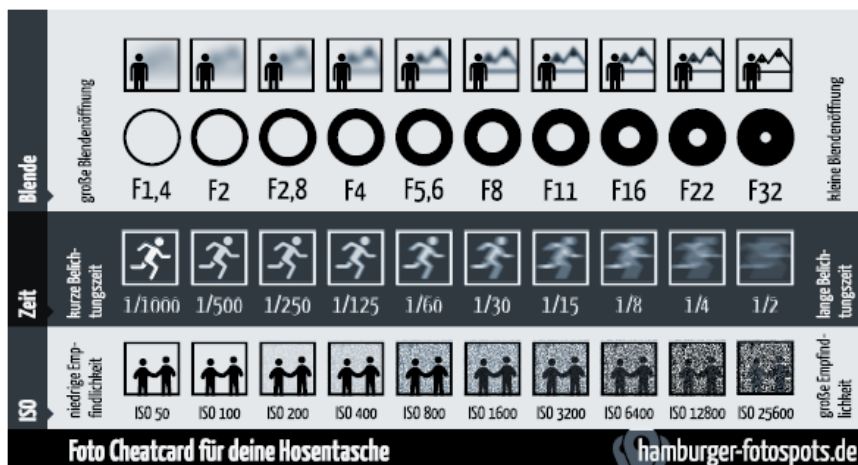 Blende
große Blendenöffnung
F1,4 F2 F2,8 F4 F5,6 F8 F11 F16 F22 F32
kleine Blendenöffnung
Zeit
kurze Belich-
tungszeit
1/1000 1/500 1/250 1/125 1/60 1/30 1/15 1/8 1/4 1/2
lange Belich-
tungszeit
ISO
niedrige Emp-
findlichkeit
ISO 50 ISO 100 ISO 200 ISO 400 ISO 800 ISO 1600 ISO 3200 ISO 6400 ISO 12800 ISO 25600
große Empfind-
lichkeit
Foto Cheatcard für deine Hosentasche
hamburger-fotospots.de